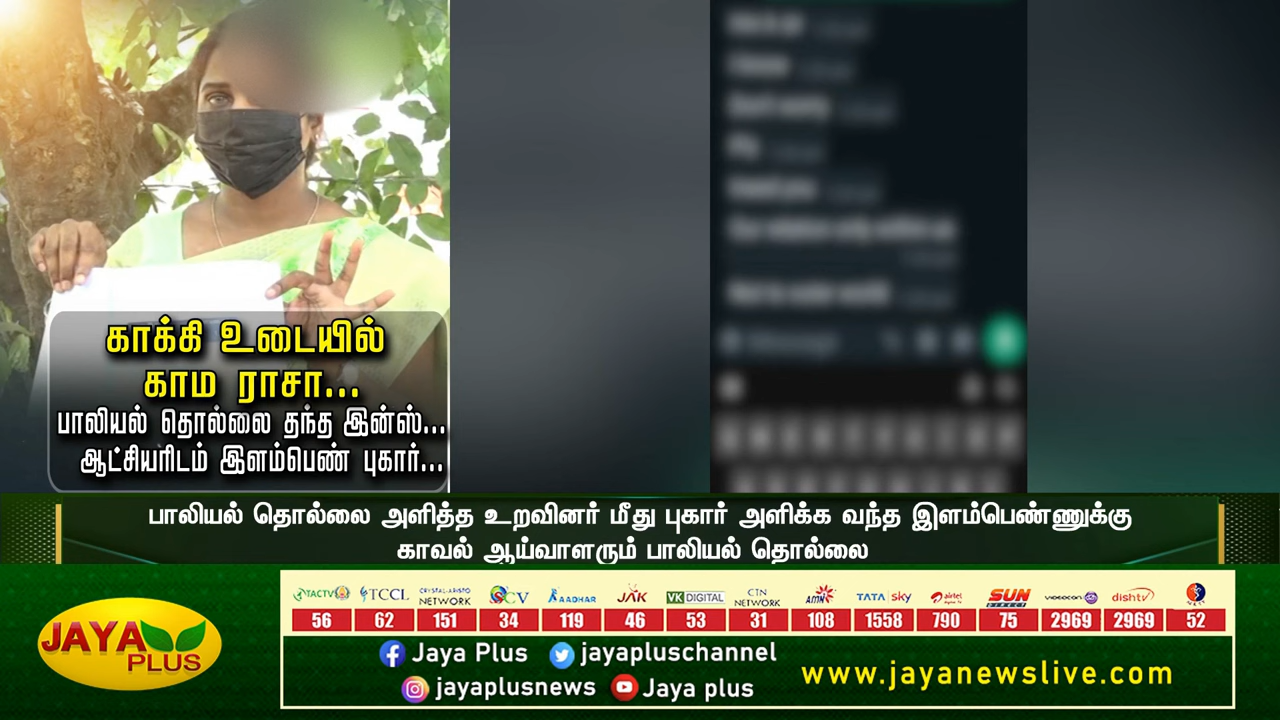 காக்கி உடையில்
காம ராசா...
பாலியல் தொல்லை தந்த இன்ஸ்...
ஆட்சியரிடம் இளம்பெண் புகார்...
பாலியல் தொல்லை அளித்த உறவினர் மீது புகார் அளிக்க வந்த இளம்பெண்ணுக்கு
காவல் ஆய்வாளரும் பாலியல் தொல்லை
JAYA PLUS
TACTV TCCL CRYSTAL-ARISTO NETWORK SCV AADHAR JAK VK DIGITAL CTN NETWORK AMN TATA sky airtel digital TV SUN DIRECT VIDEOCON dishtv
56 62 151 34 119 46 53 31 108 1558 790 75 2969 2969 52
Jaya Plus jayapluschannel
jayaplusnews Jaya plus
www.jayanewslive.com